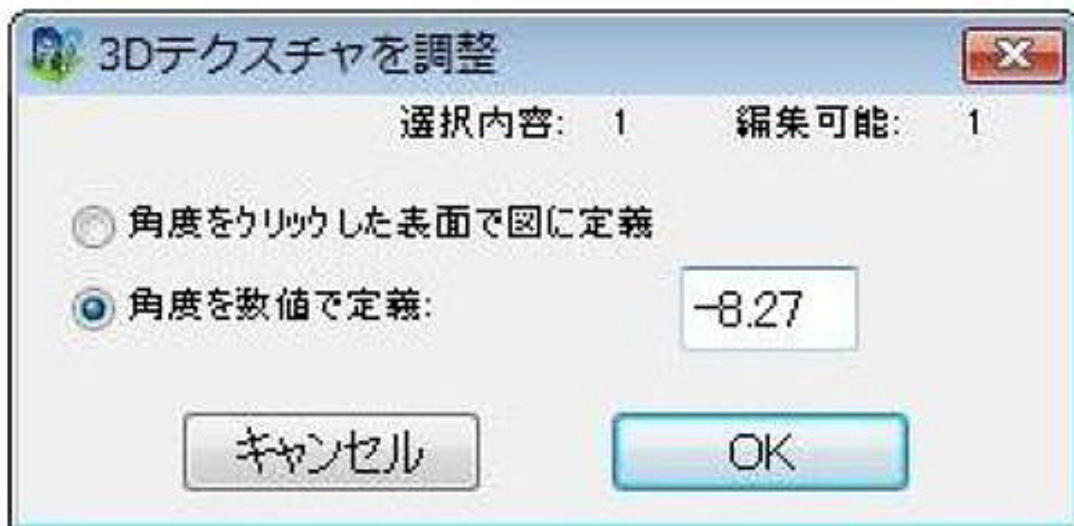 3Dテクスチャを調整
選択内容: 1 編集可能: 1
角度をクリックした表面で図に定義
角度を数値で定義: -8.27
キャンセル OK